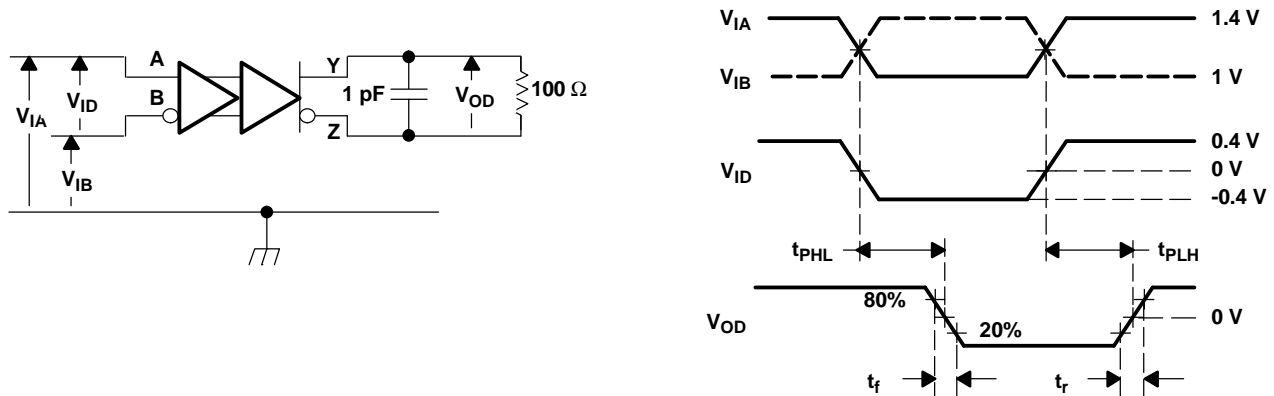 A
B
V_IA
V_ID
V_IB
Y
Z
1 pF
V_OD
100 Ω
V_IA
1.4 V
V_IB
1 V
V_ID
0.4 V
0 V
-0.4 V
t_PHL
t_PLH
V_OD
80%
20%
0 V
t_f
t_r